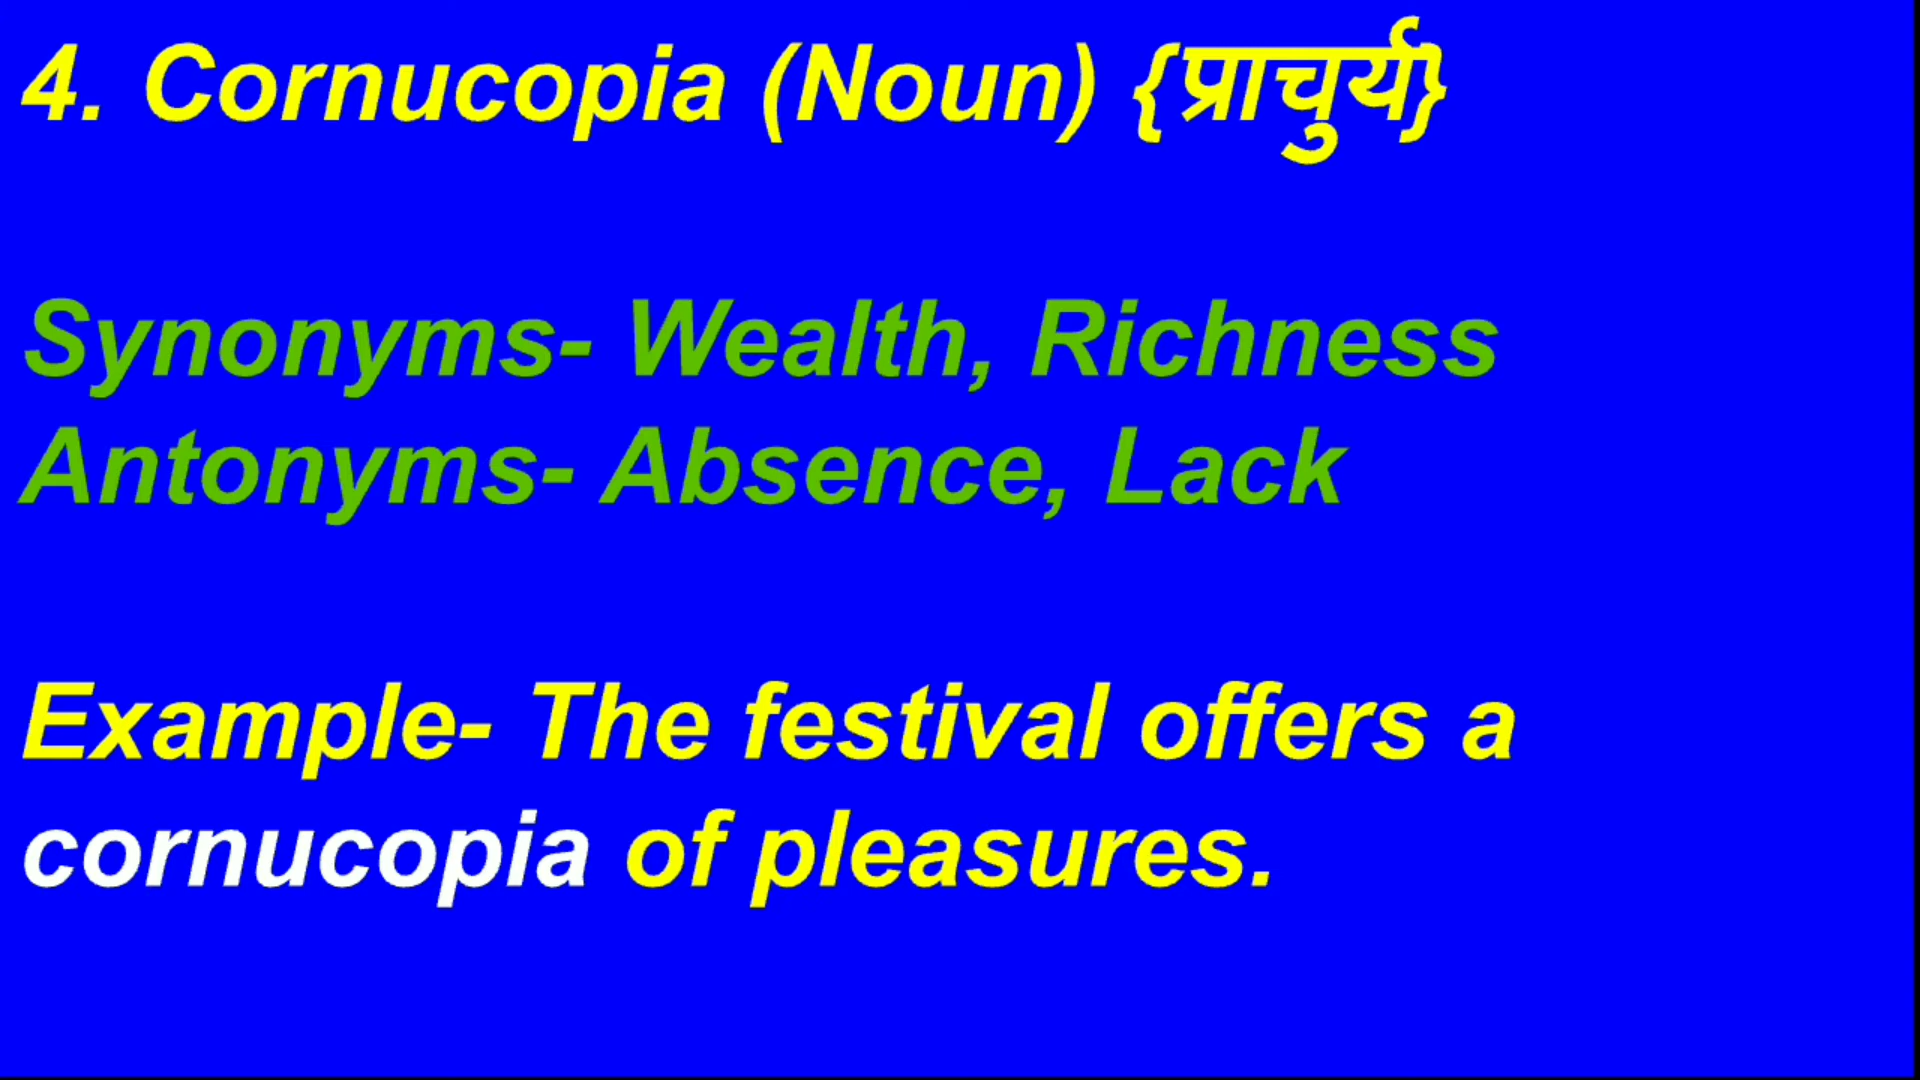 4. Cornucopia (Noun) {प्राचुर्य}
Synonyms- Wealth, Richness
Antonyms- Absence, Lack
Example- The festival offers a
cornucopia of pleasures.